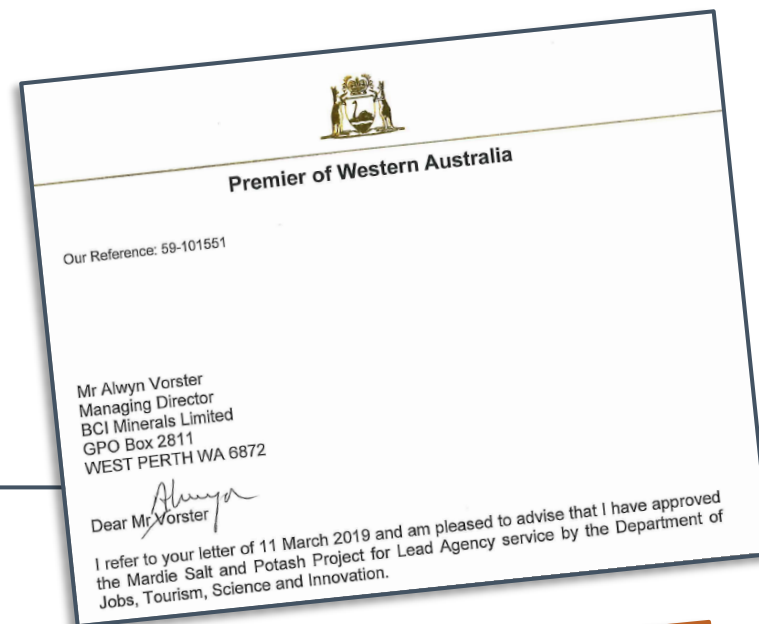 Premier of Western Australia
Our Reference: 59-101551
Mr Alwyn Vorster
Managing Director
BCI Minerals Limited
GPO Box 2811
WEST PERTH WA 6872
Alwyn
Dear Mr Vorster
I refer to your letter of 11 March 2019 and am pleased to advise that I have approved
the Mardie Salt and Potash Project for Lead Agency service by the Department of
Jobs, Tourism, Science and Innovation.